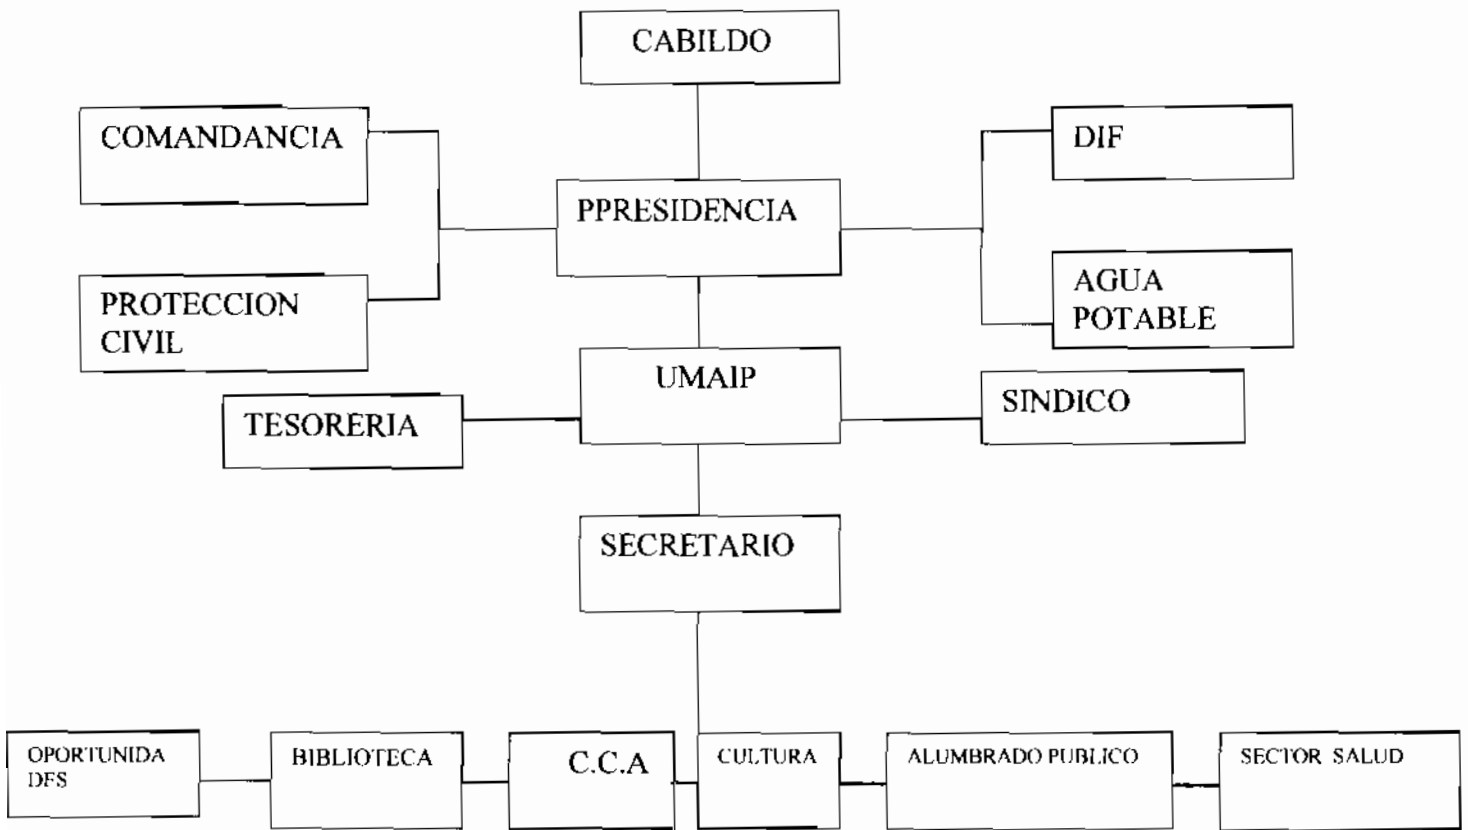 CABILDO
COMANDANCIA
DIF
PPRESIDENCIA
PROTECCION
CIVIL
AGUA
POTABLE
UMAIP
SINDICO
TESORERIA
SECRETARIO
OPORTUNIDA
DES
BIBLIOTECA
C.C.A
CULTURA
ALUMBRADO PUBLICO
SECTOR SALUD